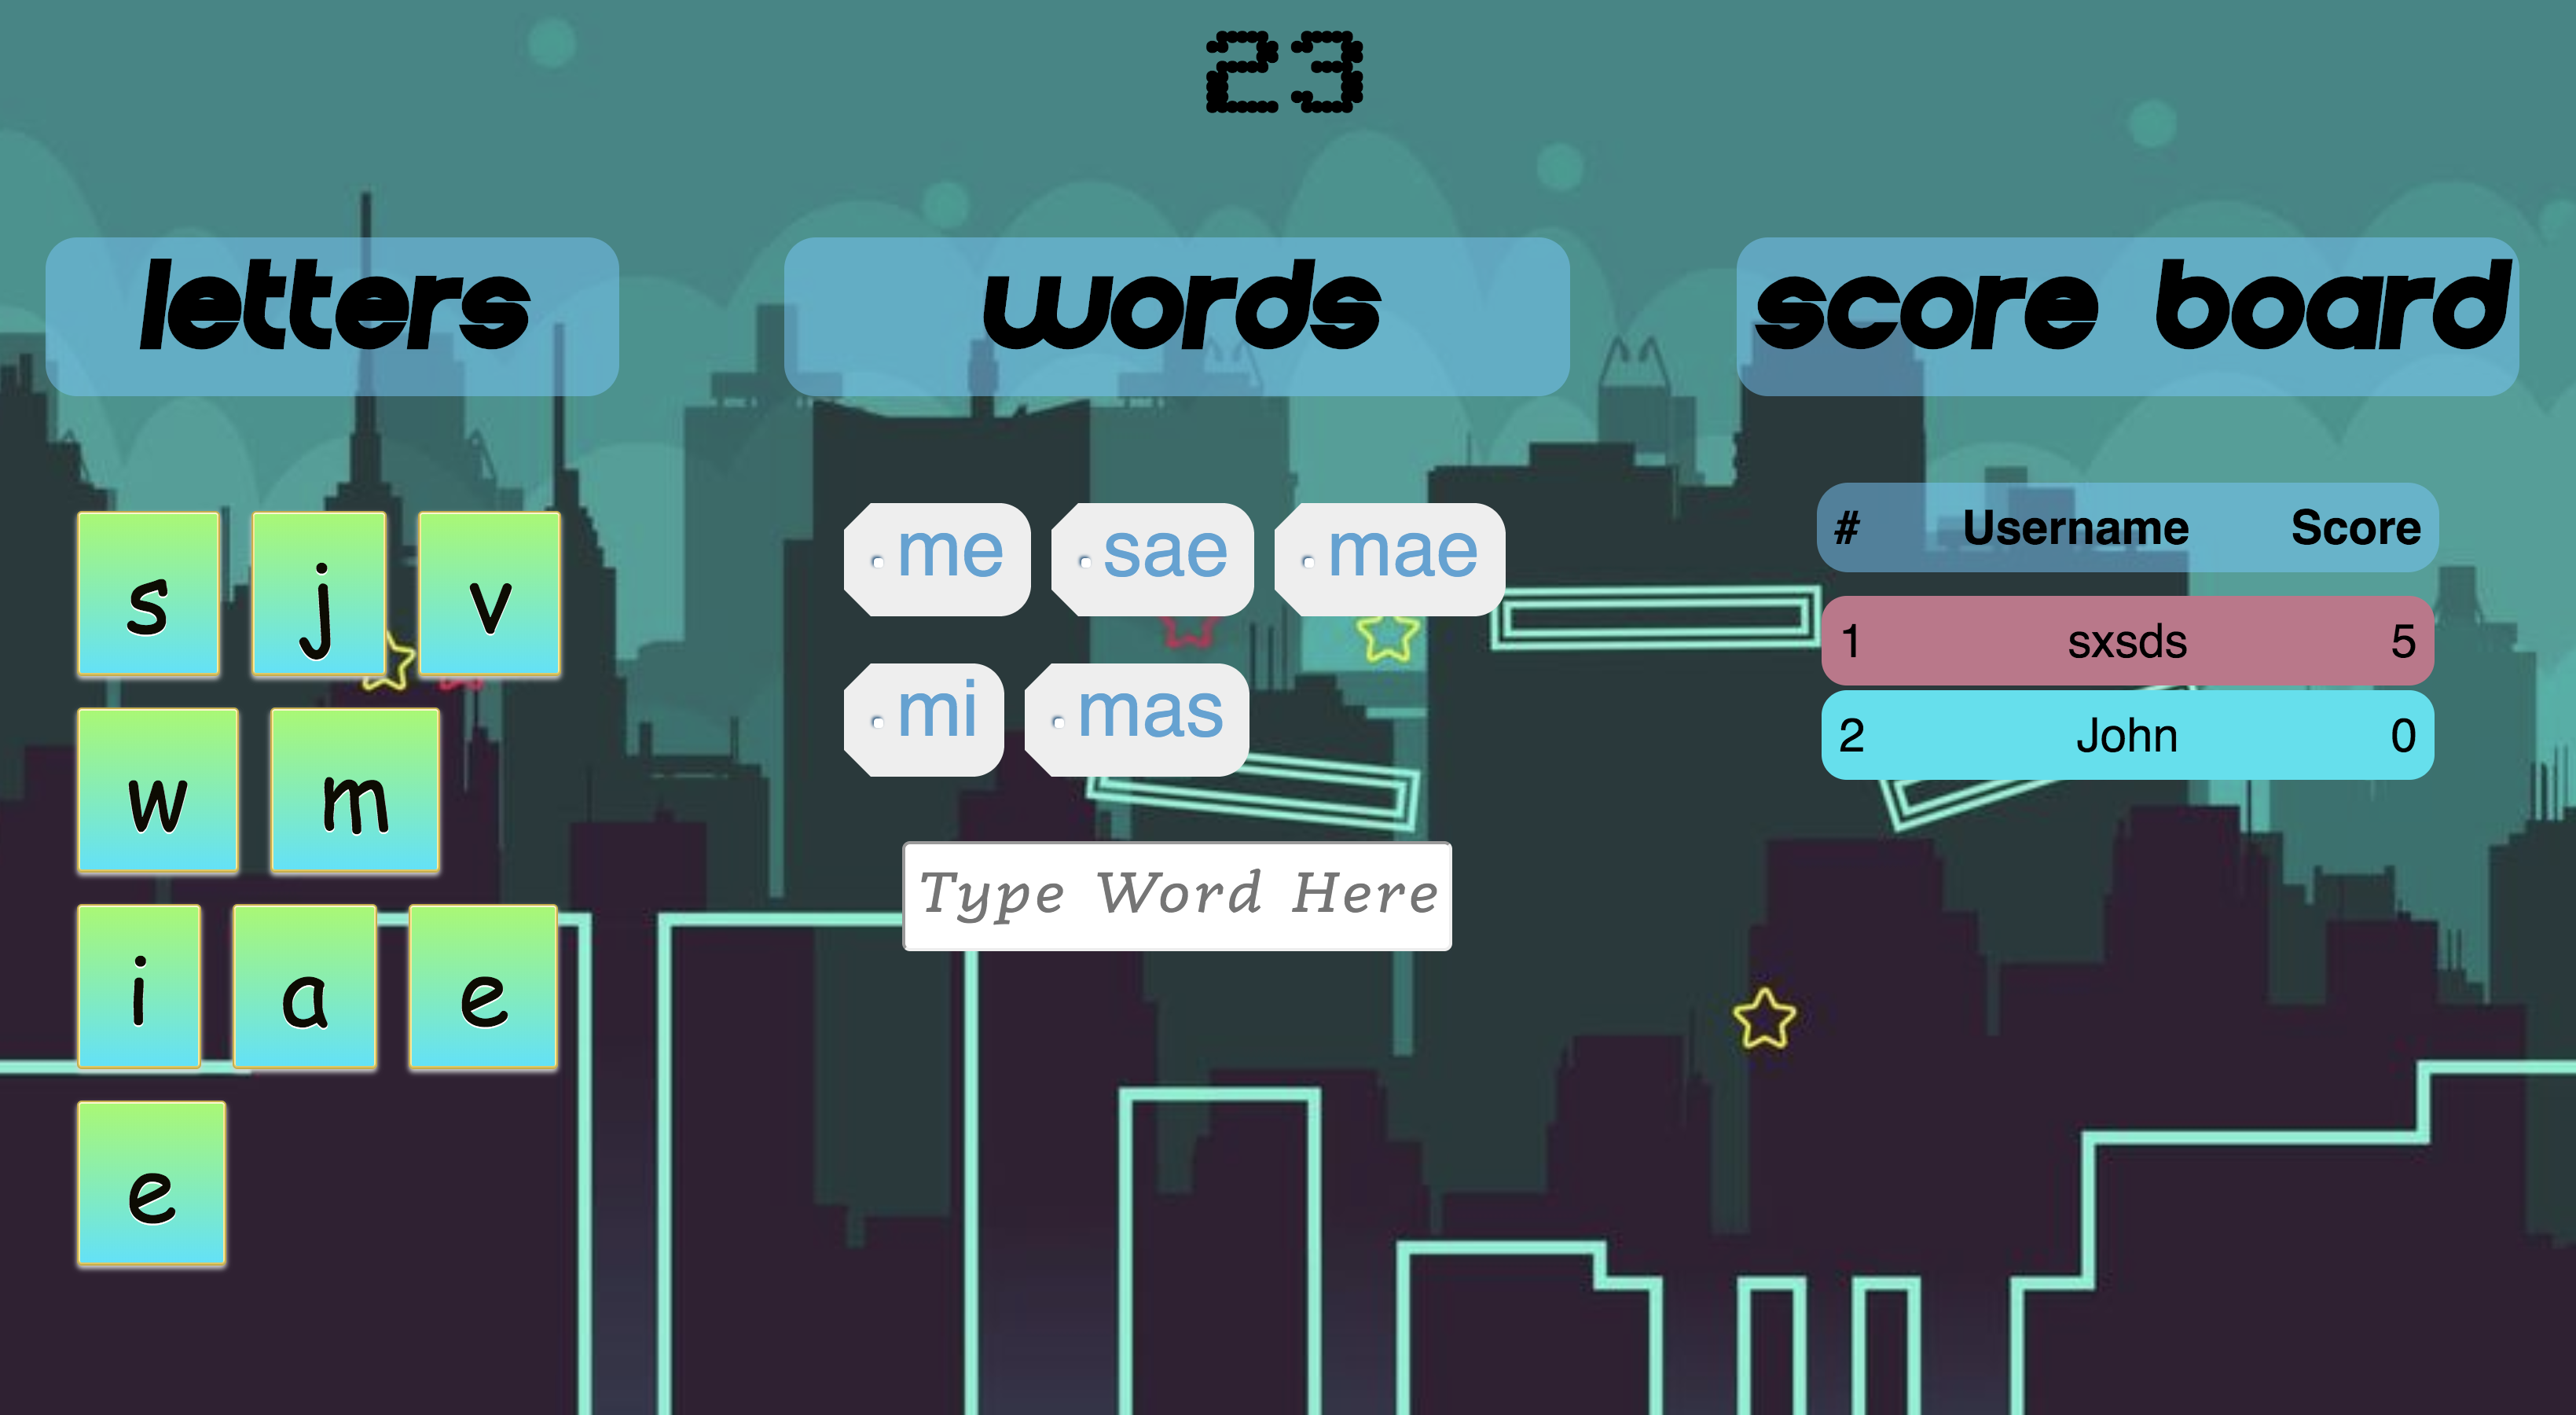 23
letters
s j v
w m
i a e
e
words
me sae mae
mi mas
Type Word Here
score board
# Username Score
1 sxsds 5
2 John 0